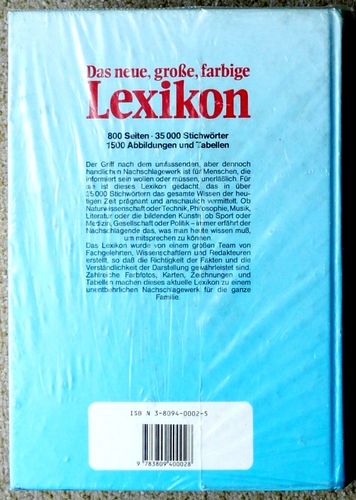 Das neue, große, farbige
Lexikon
800 Seiten · 35 000 Stichwörter
1500 Abbildungen und Tabellen
Der Griff nach dem umfassenden, aber dennoch
handlichen Nachschlagewerk ist für Menschen, die
informiert sein wollen oder müssen, unerläßlich. Für
sie ist dieses Lexikon gedacht, das in über
35 000 Stichwörtern das gesamte Wissen der heu-
tigen Zeit prägnant und anschaulich vermittelt. Ob
Naturwissenschaft oder Technik, Philosophie, Musik,
Literatur oder die bildenden Künste, ob Sport oder
Medizin, Gesellschaft oder Politik – immer erfährt der
Nachschlagende das, was man heute wissen muß,
um mitsprechen zu können.
Das Lexikon wurde von einem großen Team von
Fachgelehrten, Wissenschaftlern und Redakteuren
erstellt, so daß die Richtigkeit der Fakten und die
Verständlichkeit der Darstellung gewährleistet sind.
Zahlreiche Farbfotos, Karten, Zeichnungen und
Tabellen machen dieses aktuelle Lexikon zu einem
unentbehrlichen Nachschlagewerk für die ganze
Familie.
ISB N 3-8094-0002-5
9 783809 400028